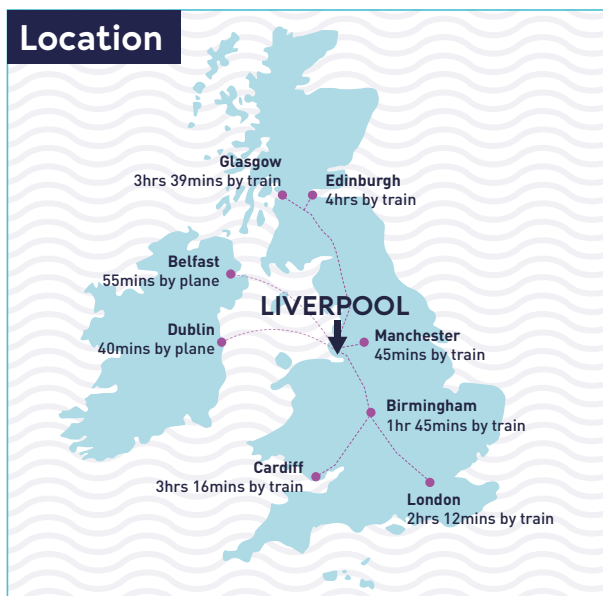 Location
Glasgow
3hrs 39mins by train
Edinburgh
4hrs by train
Belfast
55mins by plane
LIVERPOOL
Dublin
40mins by plane
Manchester
45mins by train
Birmingham
1hr 45mins by train
Cardiff
3hrs 16mins by train
London
2hrs 12mins by train